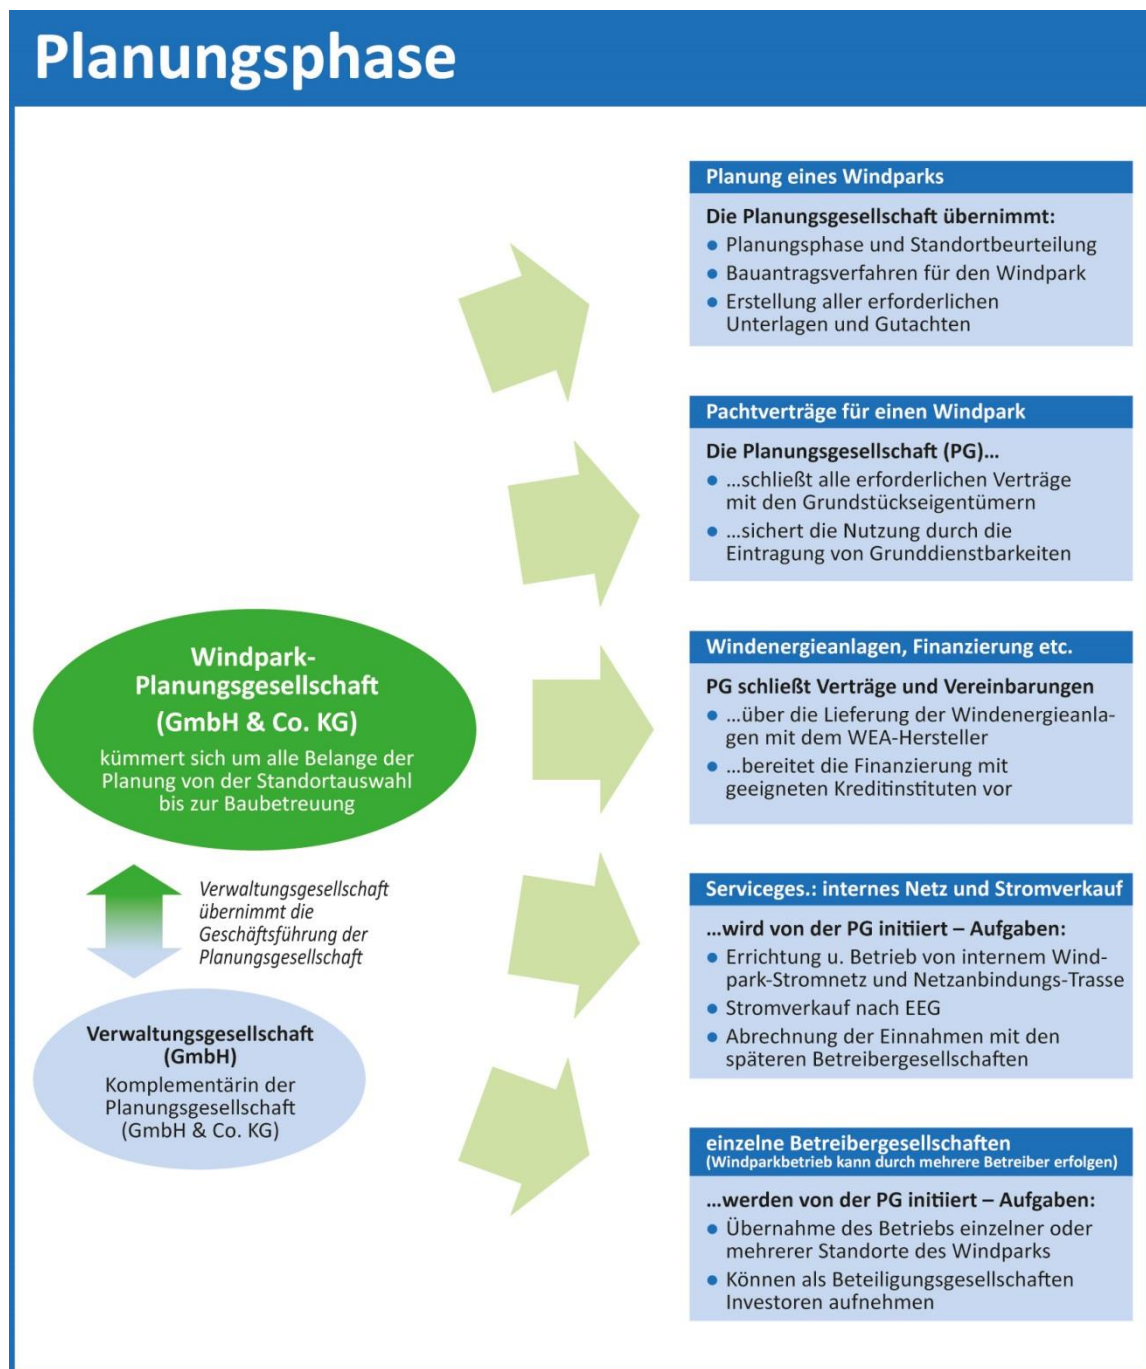 Planungsphase
Planung eines Windparks
Die Planungsgesellschaft übernimmt:
● Planungsphase und Standortbeurteilung
● Bauantragsverfahren für den Windpark
● Erstellung aller erforderlichen
Unterlagen und Gutachten
Pachtverträge für einen Windpark
Die Planungsgesellschaft (PG)...
● ...schließt alle erforderlichen Verträge
mit den Grundstückseigentümern
● ...sichert die Nutzung durch die
Eintragung von Grunddienstbarkeiten
Windpark-
Planungsgesellschaft
(GmbH & Co. KG)
kümmert sich um alle Belange der
Planung von der Standortauswahl
bis zur Baubetreuung
Windenergieanlagen, Finanzierung etc.
PG schließt Verträge und Vereinbarungen
● ...über die Lieferung der Windenergieanla-
gen mit dem WEA-Hersteller
● ...bereitet die Finanzierung mit
geeigneten Kreditinstituten vor
Verwaltungsgesellschaft
übernimmt die
Geschäftsführung der
Planungsgesellschaft
Verwaltungsgesellschaft
(GmbH)
Komplementärin der
Planungsgesellschaft
(GmbH & Co. KG)
Serviceges.: internes Netz und Stromverkauf
...wird von der PG initiiert – Aufgaben:
● Errichtung u. Betrieb von internem Wind-
park-Stromnetz und Netzanbindungs-Trasse
● Stromverkauf nach EEG
● Abrechnung der Einnahmen mit den
späteren Betreibergesellschaften
einzelne Betreibergesellschaften
(Windparkbetrieb kann durch mehrere Betreiber erfolgen)
...werden von der PG initiiert – Aufgaben:
● Übernahme des Betriebs einzelner oder
mehrerer Standorte des Windparks
● Können als Beteiligungsgesellschaften
Investoren aufnehmen